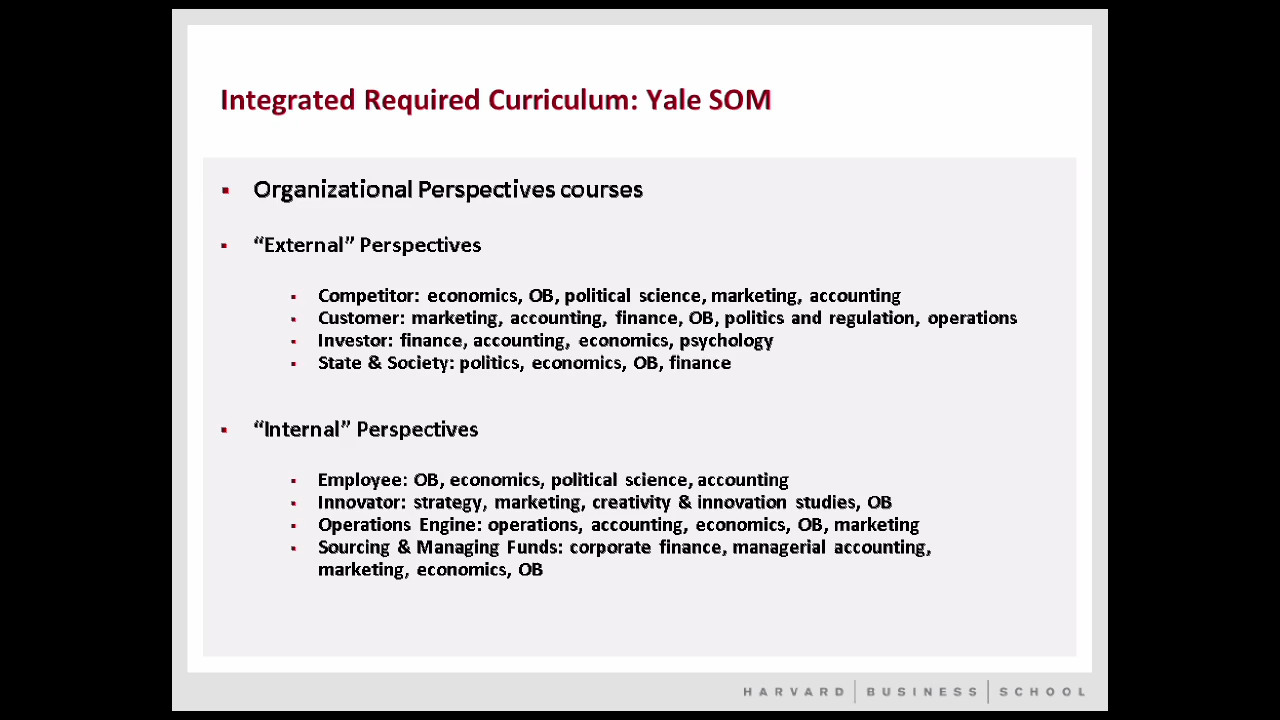 Integrated Required Curriculum: Yale SOM
▪ Organizational Perspectives courses
▪ “External” Perspectives
▪ Competitor: economics, OB, political science, marketing, accounting
▪ Customer: marketing, accounting, finance, OB, politics and regulation, operations
▪ Investor: finance, accounting, economics, psychology
▪ State & Society: politics, economics, OB, finance
▪ “Internal” Perspectives
▪ Employee: OB, economics, political science, accounting
▪ Innovator: strategy, marketing, creativity & innovation studies, OB
▪ Operations Engine: operations, accounting, economics, OB, marketing
▪ Sourcing & Managing Funds: corporate finance, managerial accounting,
marketing, economics, OB
HARVARD | BUSINESS | SCHOOL